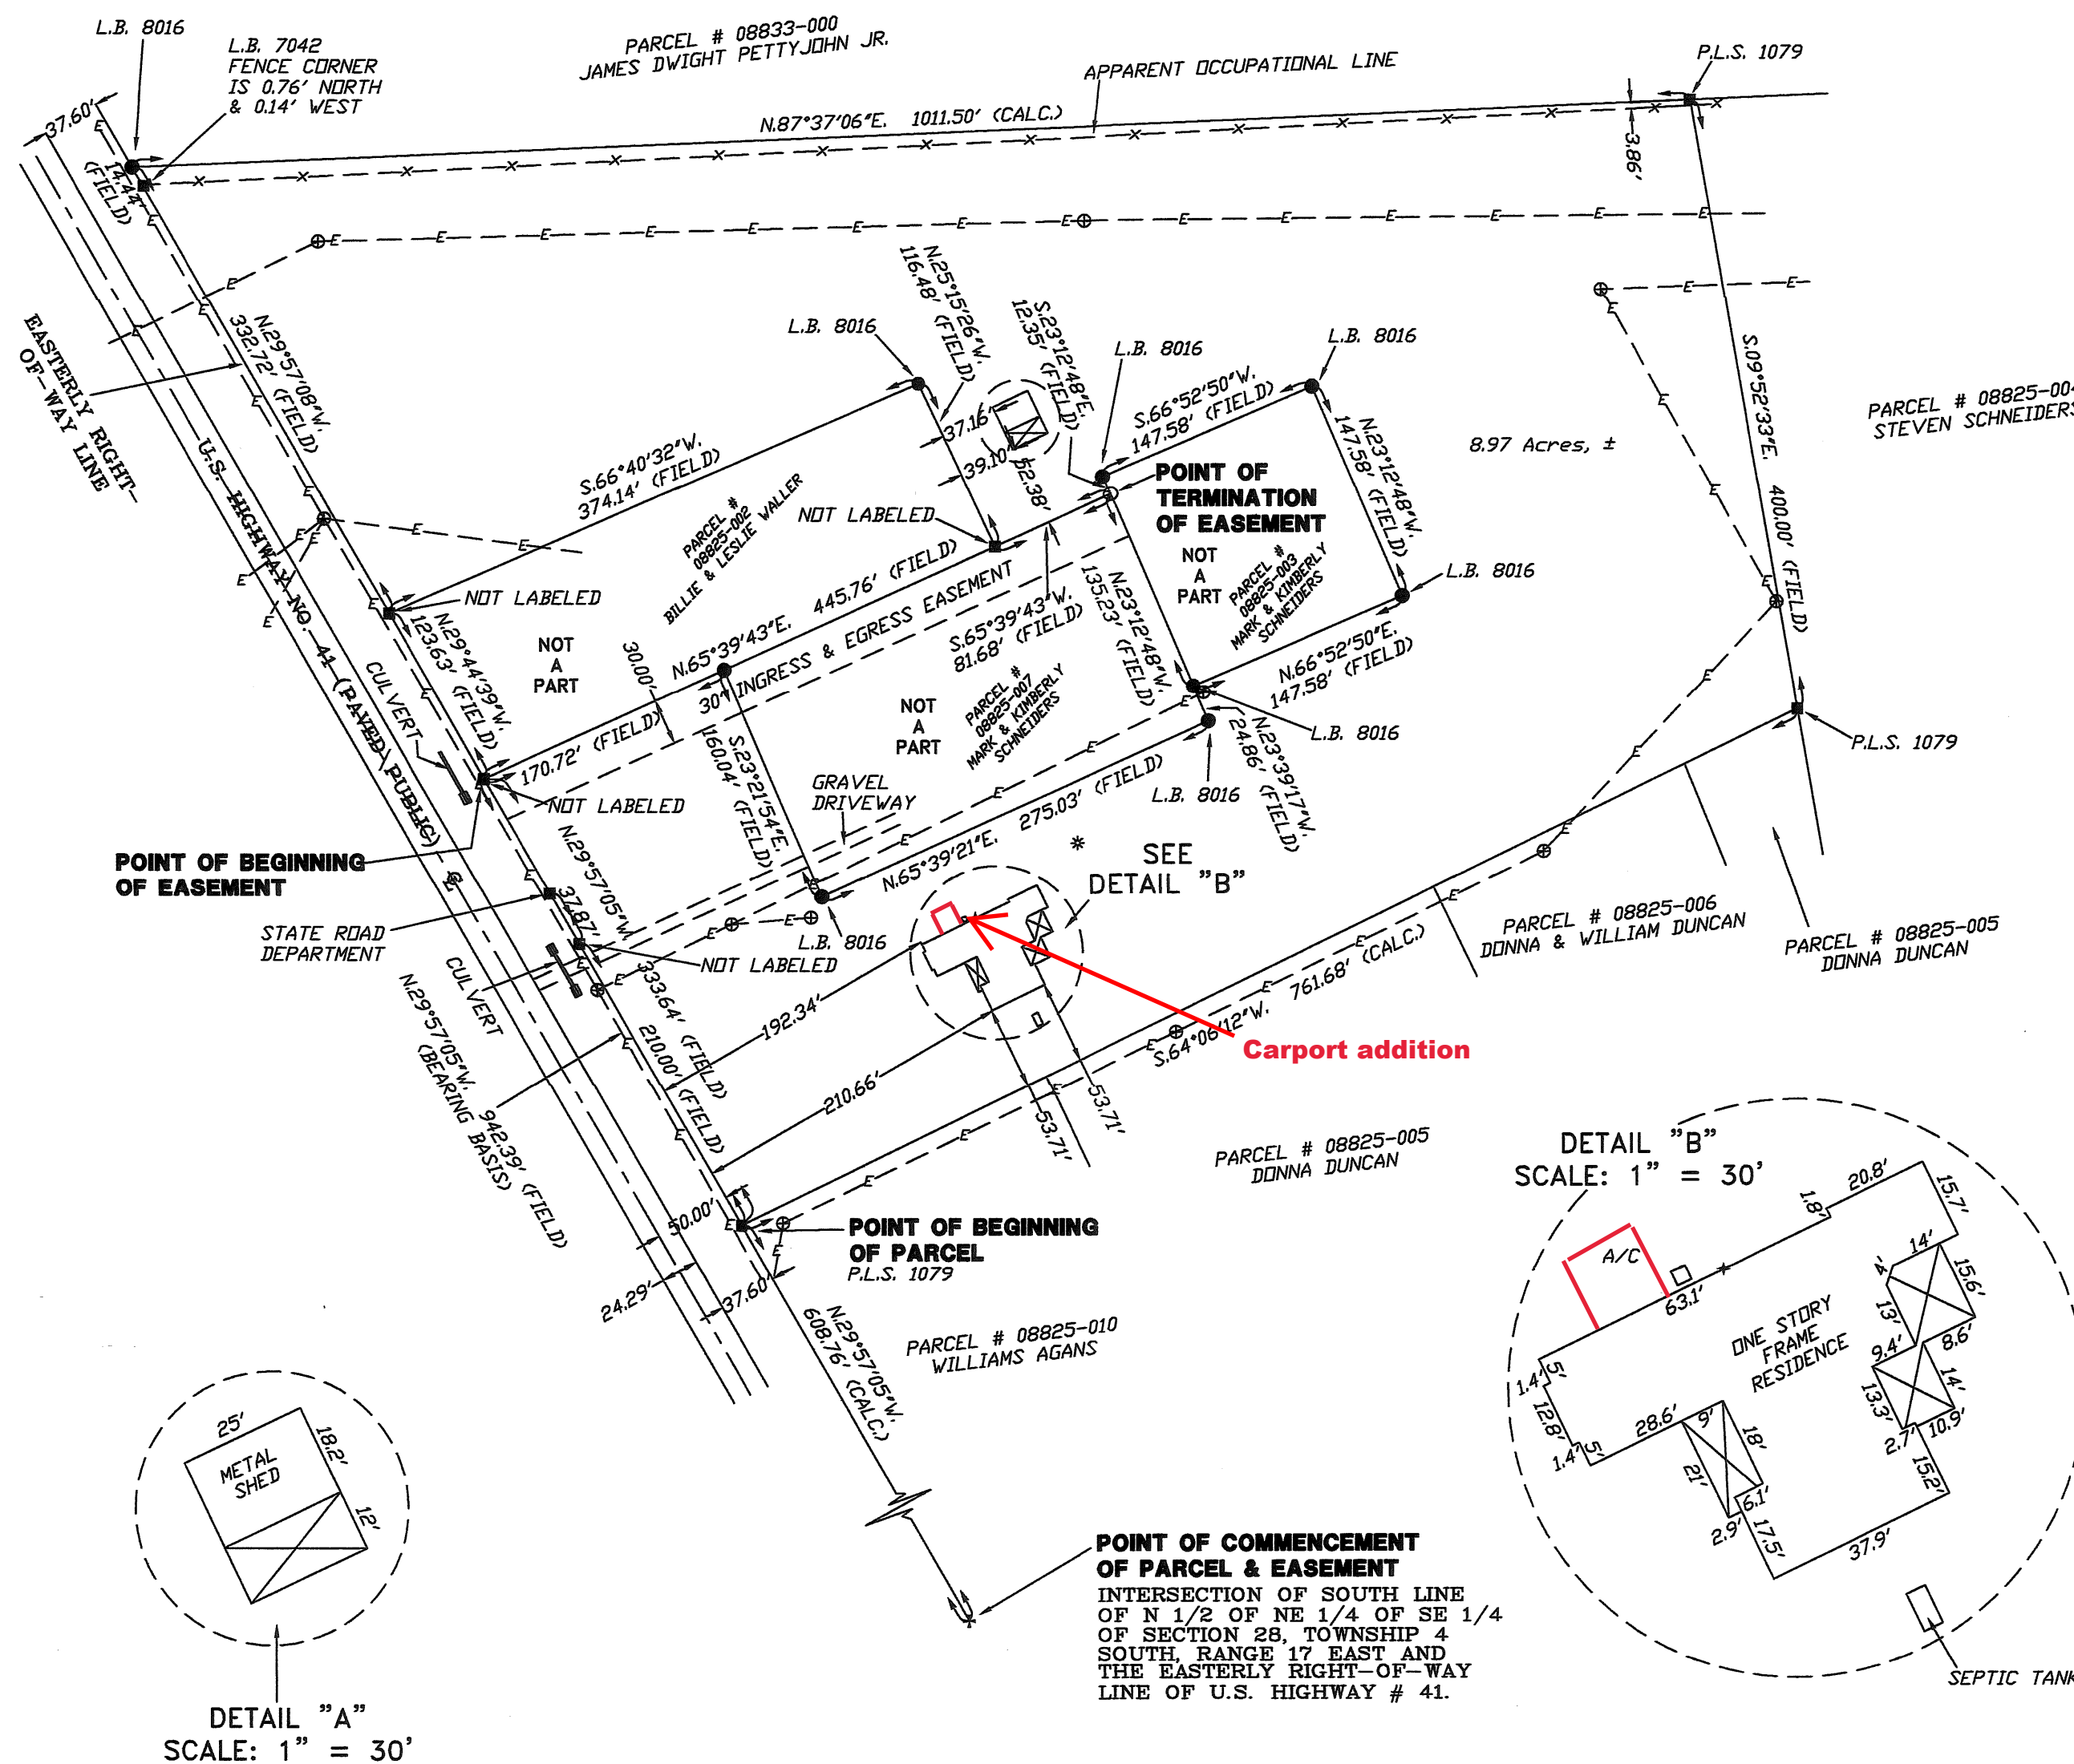 L.B. 8016
L.B. 7042
FENCE CORNER
IS 0.76' NORTH
& 0.14' WEST
PARCEL # 08833-000
JAMES DWIGHT PETTYJOHN JR.
APPARENT OCCUPATIONAL LINE
P.L.S. 1079
37.60'
14.44'
(FIELD)
N.87°37'06"E. 1011.50' (CALC.)
3.86'
EASTERLY RIGHT-
OF-WAY LINE
N.29°57'08"W.
332.72' (FIELD)
U.S. HIGHWAY NO. 41 (PAVED\PUBLIC)
L.B. 8016
N.25°15'26"W.
116.48' (FIELD)
S.23°12'48"E.
12.35' (FIELD)
L.B. 8016
L.B. 8016
S.66°52'50"W.
147.58' (FIELD)
37.16'
39.10'
52.38'
S.66°40'32"W.
374.14' (FIELD)
PARCEL #
08825-002
BILLIE & LESLIE WALLER
NOT LABELED
POINT OF
TERMINATION
OF EASEMENT
N.23°12'48"W.
147.58' (FIELD)
8.97 Acres, ±
S.09°52'33"E. 400.00' (FIELD)
PARCEL # 08825-004
STEVEN SCHNEIDERS
NOT
A
PART
PARCEL #
08825-003
MARK & KIMBERLY
SCHNEIDERS
L.B. 8016
NOT LABELED
N.29°44'39"W.
123.63' (FIELD)
NOT
A
PART
N.65°39'43"E. 445.76' (FIELD)
30' INGRESS & EGRESS EASEMENT
30.00'
S.65°39'43"W.
81.68' (FIELD)
N.23°12'48"W.
135.23' (FIELD)
N.66°52'50"E.
147.58' (FIELD)
CULVERT
170.72' (FIELD)
NOT LABELED
S.23°21'54"E.
160.04' (FIELD)
NOT
A
PART
PARCEL #
08825-007
MARK & KIMBERLY
SCHNEIDERS
L.B. 8016
L.B. 8016
N.23°39'17"W.
24.86' (FIELD)
P.L.S. 1079
GRAVEL
DRIVEWAY
N.65°39'21"E. 275.03' (FIELD)
POINT OF BEGINNING
OF EASEMENT
SEE
DETAIL "B"
STATE ROAD
DEPARTMENT
N.29°57'05"W.
37.87'
L.B. 8016
NOT LABELED
CULVERT
333.64' (FIELD)
210.00' (FIELD)
N.29°57'05"W. 942.39' (FIELD)
(BEARING BASIS)
192.34'
210.66'
S.64°06'12"W. 761.68' (CALC.)
PARCEL # 08825-006
DONNA & WILLIAM DUNCAN
PARCEL # 08825-005
DONNA DUNCAN
Carport addition
53.71'
53.71'
PARCEL # 08825-005
DONNA DUNCAN
50.00'
24.29'
37.60'
POINT OF BEGINNING
OF PARCEL
P.L.S. 1079
N.29°57'05"W.
608.76' (CALC.)
PARCEL # 08825-010
WILLIAMS AGANS
DETAIL "B"
SCALE: 1" = 30'
A/C
63.1'
1.8'
20.8'
15.7'
14'
4'
15.6'
13'
8.6'
9.4'
14'
13.3'
10.9'
2.7'
15.2'
ONE STORY
FRAME
RESIDENCE
5'
1.4'
12.8'
1.4'
5'
28.6'
9'
18'
21'
6.1'
2.9'
17.5'
37.9'
SEPTIC TANK
25'
METAL
SHED
18.2'
12'
DETAIL "A"
SCALE: 1" = 30'
POINT OF COMMENCEMENT
OF PARCEL & EASEMENT
INTERSECTION OF SOUTH LINE
OF N 1/2 OF NE 1/4 OF SE 1/4
OF SECTION 28, TOWNSHIP 4
SOUTH, RANGE 17 EAST AND
THE EASTERLY RIGHT-OF-WAY
LINE OF U.S. HIGHWAY # 41.